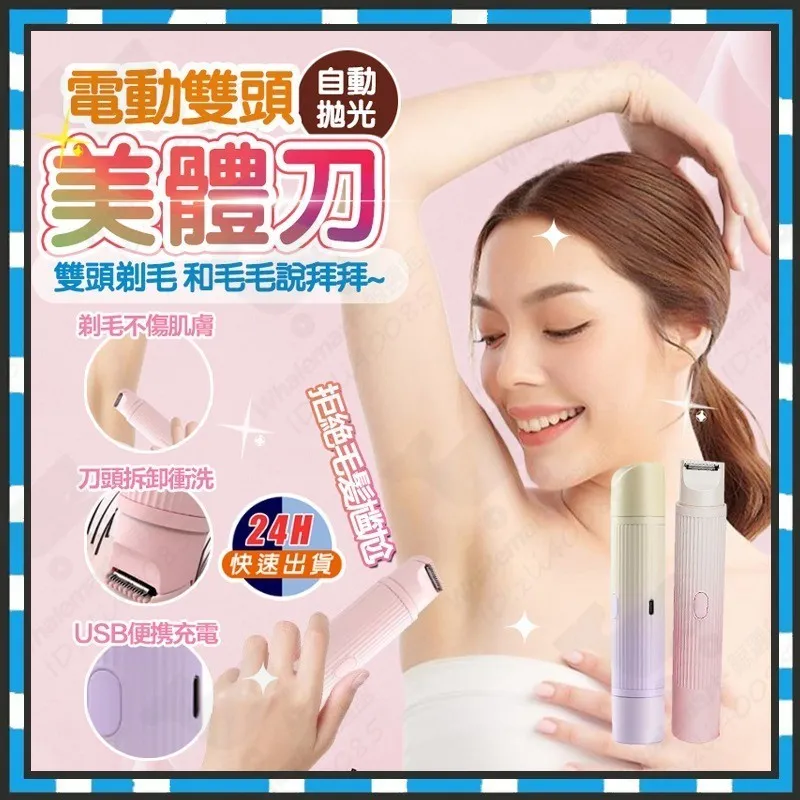 電動雙頭
自動
拋光
美體刀
雙頭剃毛 和毛毛說拜拜~
剃毛不傷肌膚
拒絕毛髮尷尬
刀頭拆卸衝洗
24H
快速出貨
USB便携充電